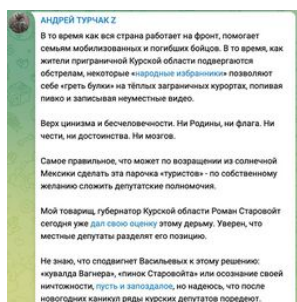 АНДРЕЙ ТУРЧАК Z
В то время как вся страна работает на фронт, помогает
семьям мобилизованных и погибших бойцов. В то время, как
жители приграничной Курской области подвергаются
обстрелам, некоторые «народные избранники» позволяют
себе «греть булки» на тёплых заграничных курортах, попивая
пивко и записывая неуместные видео.
Верх цинизма и бесчеловечности. Ни Родины, ни флага. Ни
чести, ни достоинства. Ни мозгов.
Самое правильное, что может по возращении из солнечной
Мексики сделать эта парочка «туристов» - по собственному
желанию сложить депутатские полномочия.
Мой товарищ, губернатор Курской области Роман Старовойт
сегодня уже дал свою оценку этому дерьму. Уверен, что
местные депутаты разделят его позицию.
Не знаю, что сподвигнет Васильевых к этому решению:
«кувалда Вагнера», «пинок Старовойта» или осознание своей
ничтожности, пусть и запоздалое, но надеюсь, что после
новогодних каникул ряды курских депутатов поредеют.